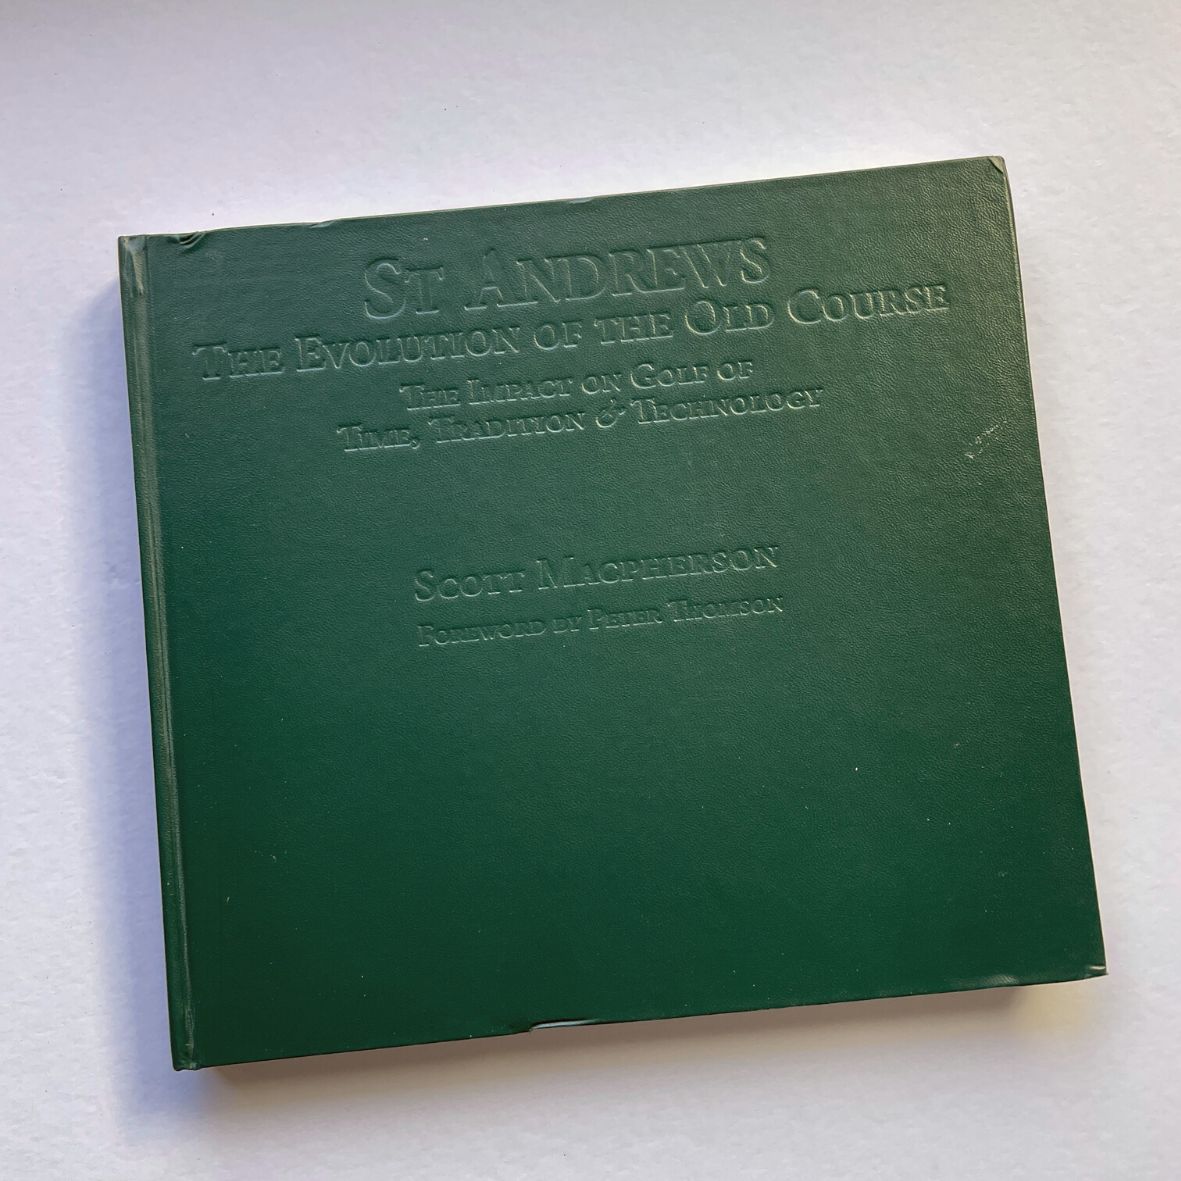 St Andrews
The Evolution of the Old Course
The Impact on Golf of
Time, Tradition & Technology
Scott Macpherson
Foreword by Peter Thomson